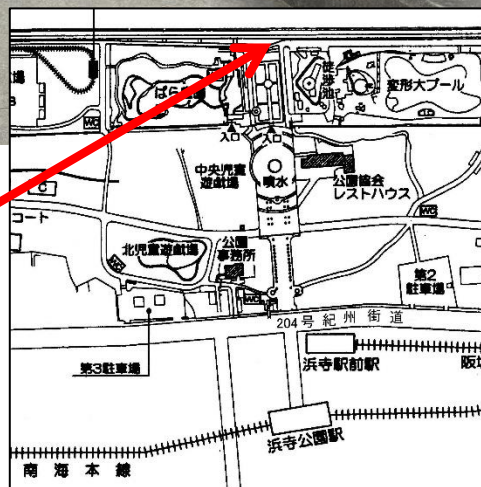 ばら
徒渉池
変形大プール
WC
入口
入口
中央児童
遊戯場
噴水
公園協会
レストハウス
コート
WC
北児童遊戯場
公園
事務所
WC
WC
第2
駐車場
204号紀州街道
第3駐車場
浜寺駅前駅
浜寺公園駅
南海本線